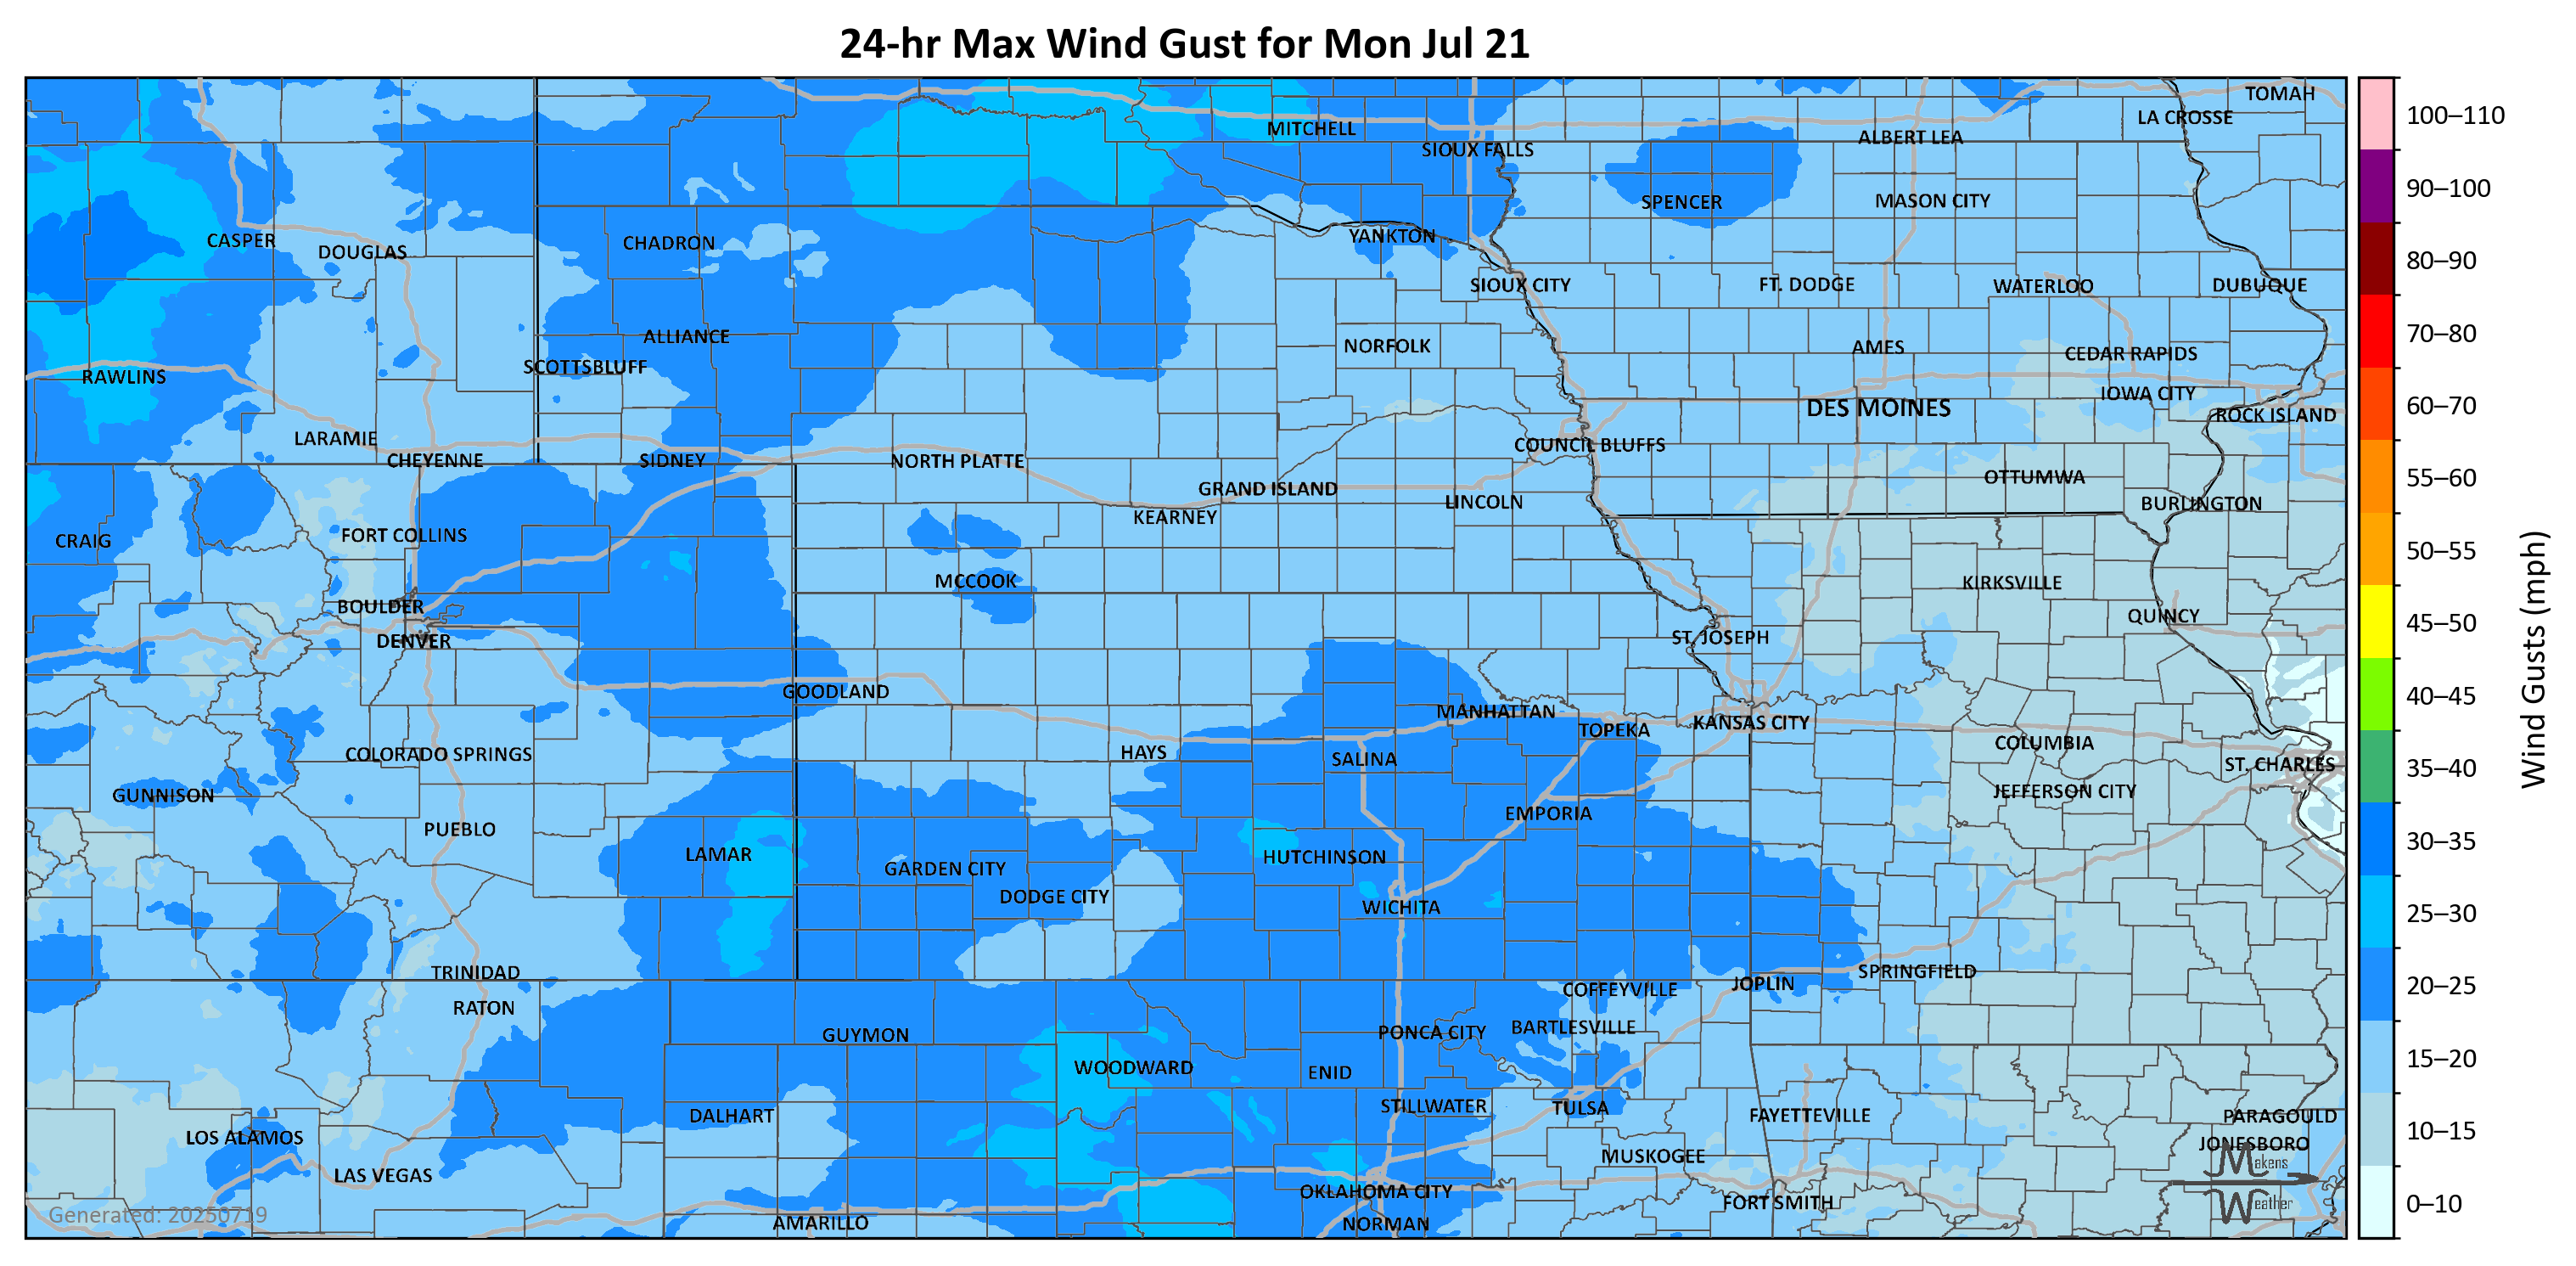 24-hr Max Wind Gust for Mon Jul 21
TOMAH
LA CROSSE
MITCHELL
ALBERT LEA
SIOUX FALLS
SPENCER
MASON CITY
CASPER
DOUGLAS
CHADRON
YANKTON
SIOUX CITY
FT. DODGE
WATERLOO
DUBUQUE
ALLIANCE
NORFOLK
AMES
CEDAR RAPIDS
SCOTTSBLUFF
RAWLINS
IOWA CITY
DES MOINES
ROCK ISLAND
LARAMIE
COUNCIL BLUFFS
CHEYENNE
SIDNEY
NORTH PLATTE
OTTUMWA
GRAND ISLAND
LINCOLN
BURLINGTON
KEARNEY
FORT COLLINS
CRAIG
MCCOOK
KIRKSVILLE
BOULDER
QUINCY
DENVER
ST. JOSEPH
GOODLAND
MANHATTAN
KANSAS CITY
TOPEKA
COLUMBIA
COLORADO SPRINGS
HAYS
SALINA
ST. CHARLES
GUNNISON
JEFFERSON CITY
EMPORIA
PUEBLO
LAMAR
HUTCHINSON
GARDEN CITY
DODGE CITY
WICHITA
TRINIDAD
SPRINGFIELD
JOPLIN
COFFEYVILLE
RATON
BARTLESVILLE
GUYMON
PONCA CITY
WOODWARD
ENID
STILLWATER
TULSA
DALHART
FAYETTEVILLE
PARAGOULD
LOS ALAMOS
JONESBORO
MUSKOGEE
LAS VEGAS
OKLAHOMA CITY
FORT SMITH
AMARILLO
NORMAN
Makens
Weather
Generated: 20250719
100–110
90–100
80–90
70–80
60–70
55–60
50–55
45–50
40–45
35–40
30–35
25–30
20–25
15–20
10–15
0–10
Wind Gusts (mph)